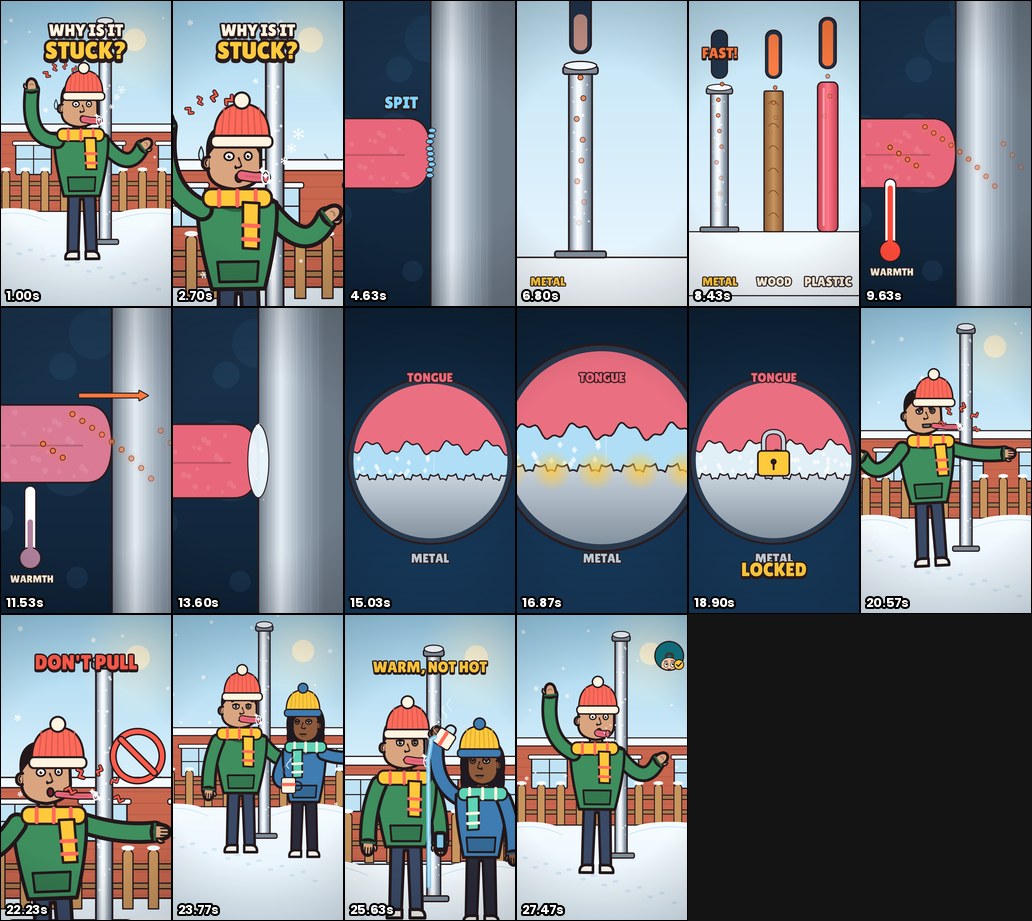 WHY IS IT
STUCK?
1.00s
WHY IS IT
STUCK?
2.70s
SPIT
4.63s
METAL
6.80s
FAST!
METAL
WOOD
PLASTIC
8.43s
WARMTH
9.63s
WARMTH
11.53s
13.60s
TONGUE
METAL
15.03s
TONGUE
METAL
16.87s
TONGUE
METAL
LOCKED
18.90s
20.57s
DON'T PULL
22.23s
23.77s
WARM, NOT HOT
25.63s
27.47s